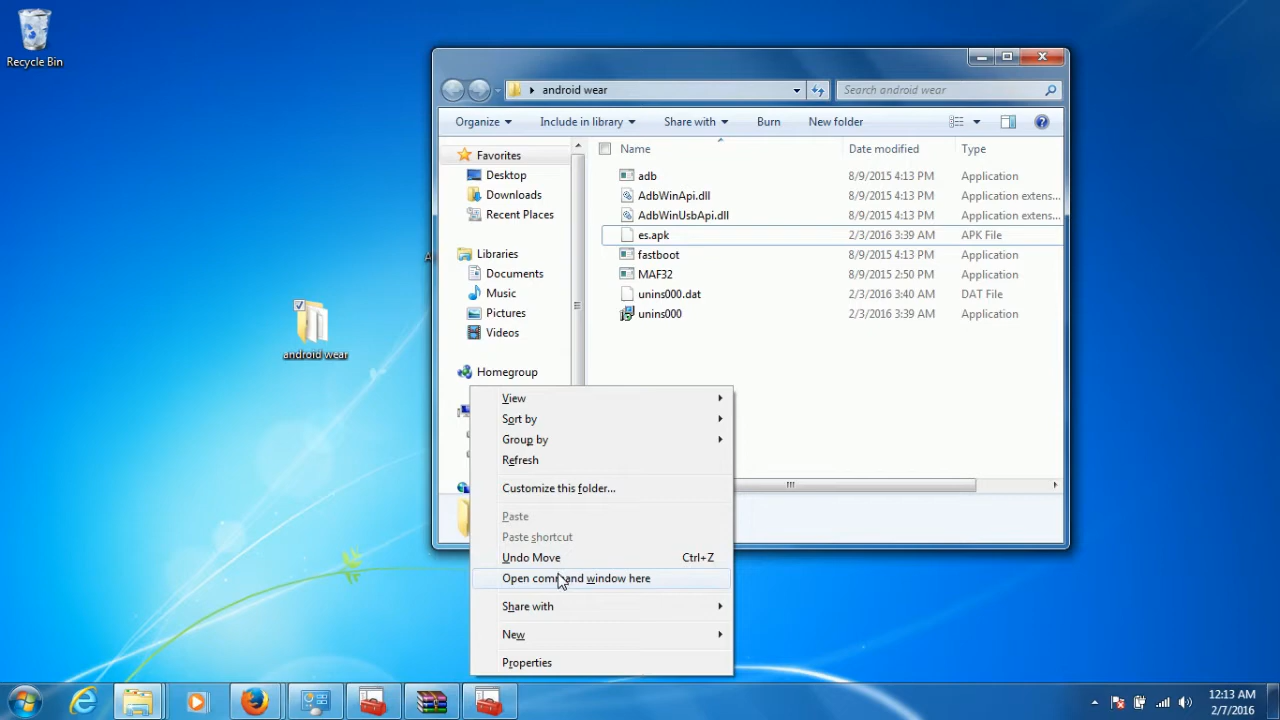 Recycle Bin
android wear
android wear
Search android wear
Organize
Include in library
Share with
Burn
New folder
Favorites
Desktop
Downloads
Recent Places
Libraries
Documents
Music
Pictures
Videos
Homegroup
Name
Date modified
Type
adb
8/9/2015 4:13 PM
Application
AdbWinApi.dll
8/9/2015 4:13 PM
Application extens...
AdbWinUsbApi.dll
8/9/2015 4:13 PM
Application extens...
es.apk
2/3/2016 3:39 AM
APK File
fastboot
8/9/2015 4:13 PM
Application
MAF32
8/9/2015 2:50 PM
Application
unins000.dat
2/3/2016 3:40 AM
DAT File
unins000
2/3/2016 3:39 AM
Application
View
Sort by
Group by
Refresh
Customize this folder...
Paste
Paste shortcut
Undo Move Ctrl+Z
Open command window here
Share with
New
Properties
12:13 AM
2/7/2016